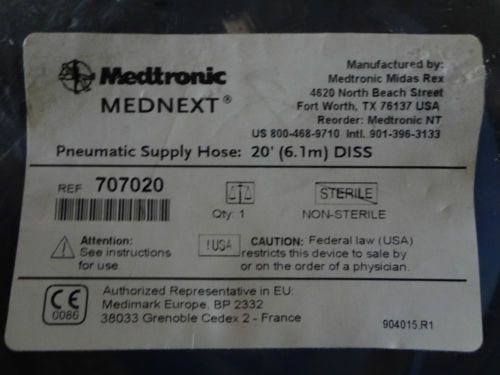 Medtronic
MEDNEXT®
Manufactured by:
Medtronic Midas Rex
4620 North Beach Street
Fort Worth, TX 76137 USA
Reorder: Medtronic NT
US 800-468-9710 Intl. 901-396-3133
Pneumatic Supply Hose: 20' (6.1m) DISS
REF 707020
Qty: 1
STERILE
NON-STERILE
Attention:
See instructions
for use.
! USA
CAUTION: Federal law (USA)
restricts this device to sale by
or on the order of a physician.
CE
0086
Authorized Representative in EU:
Medimark Europe, BP 2332
38033 Grenoble Cedex 2 - France
904015.R1